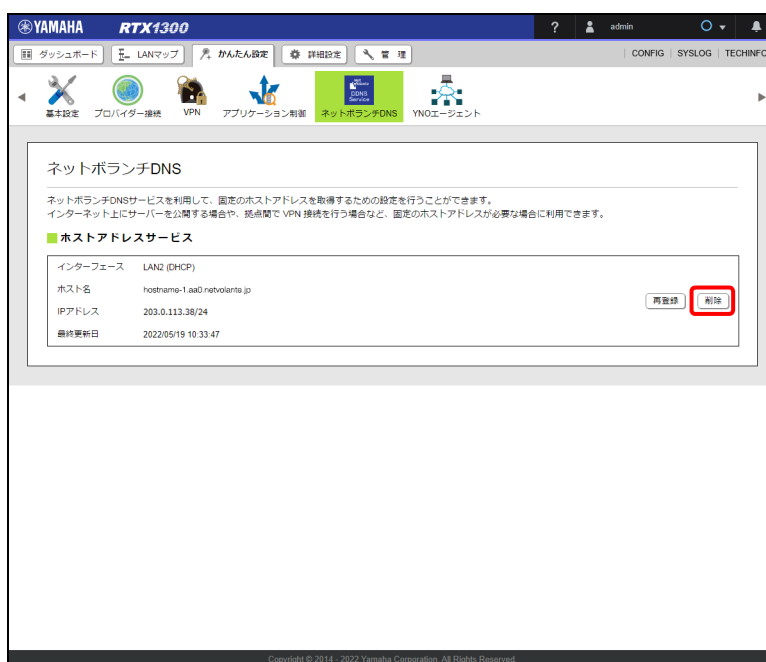 YAMAHA RTX1300 ? admin
ダッシュボード LANマップ かんたん設定 詳細設定 管 理 CONFIG SYSLOG TECHINFO
基本設定 プロバイダー接続 VPN アプリケーション制御 DDNS Service ネットボランチDNS YNOエージェント
ネットボランチDNS
ネットボランチDNSサービスを利用して、固定のホストアドレスを取得するための設定を行うことができます。
インターネット上にサーバーを公開する場合や、拠点間で VPN 接続を行う場合など、固定のホストアドレスが必要な場合に利用できます。
ホストアドレスサービス
インターフェース LAN2 (DHCP)
ホスト名 hostname-1.aa0.netvolante.jp
再登録 削除
IPアドレス 203.0.113.38/24
最終更新日 2022/05/19 10:33:47
Copyright © 2014 - 2022 Yamaha Corporation. All Rights Reserved.